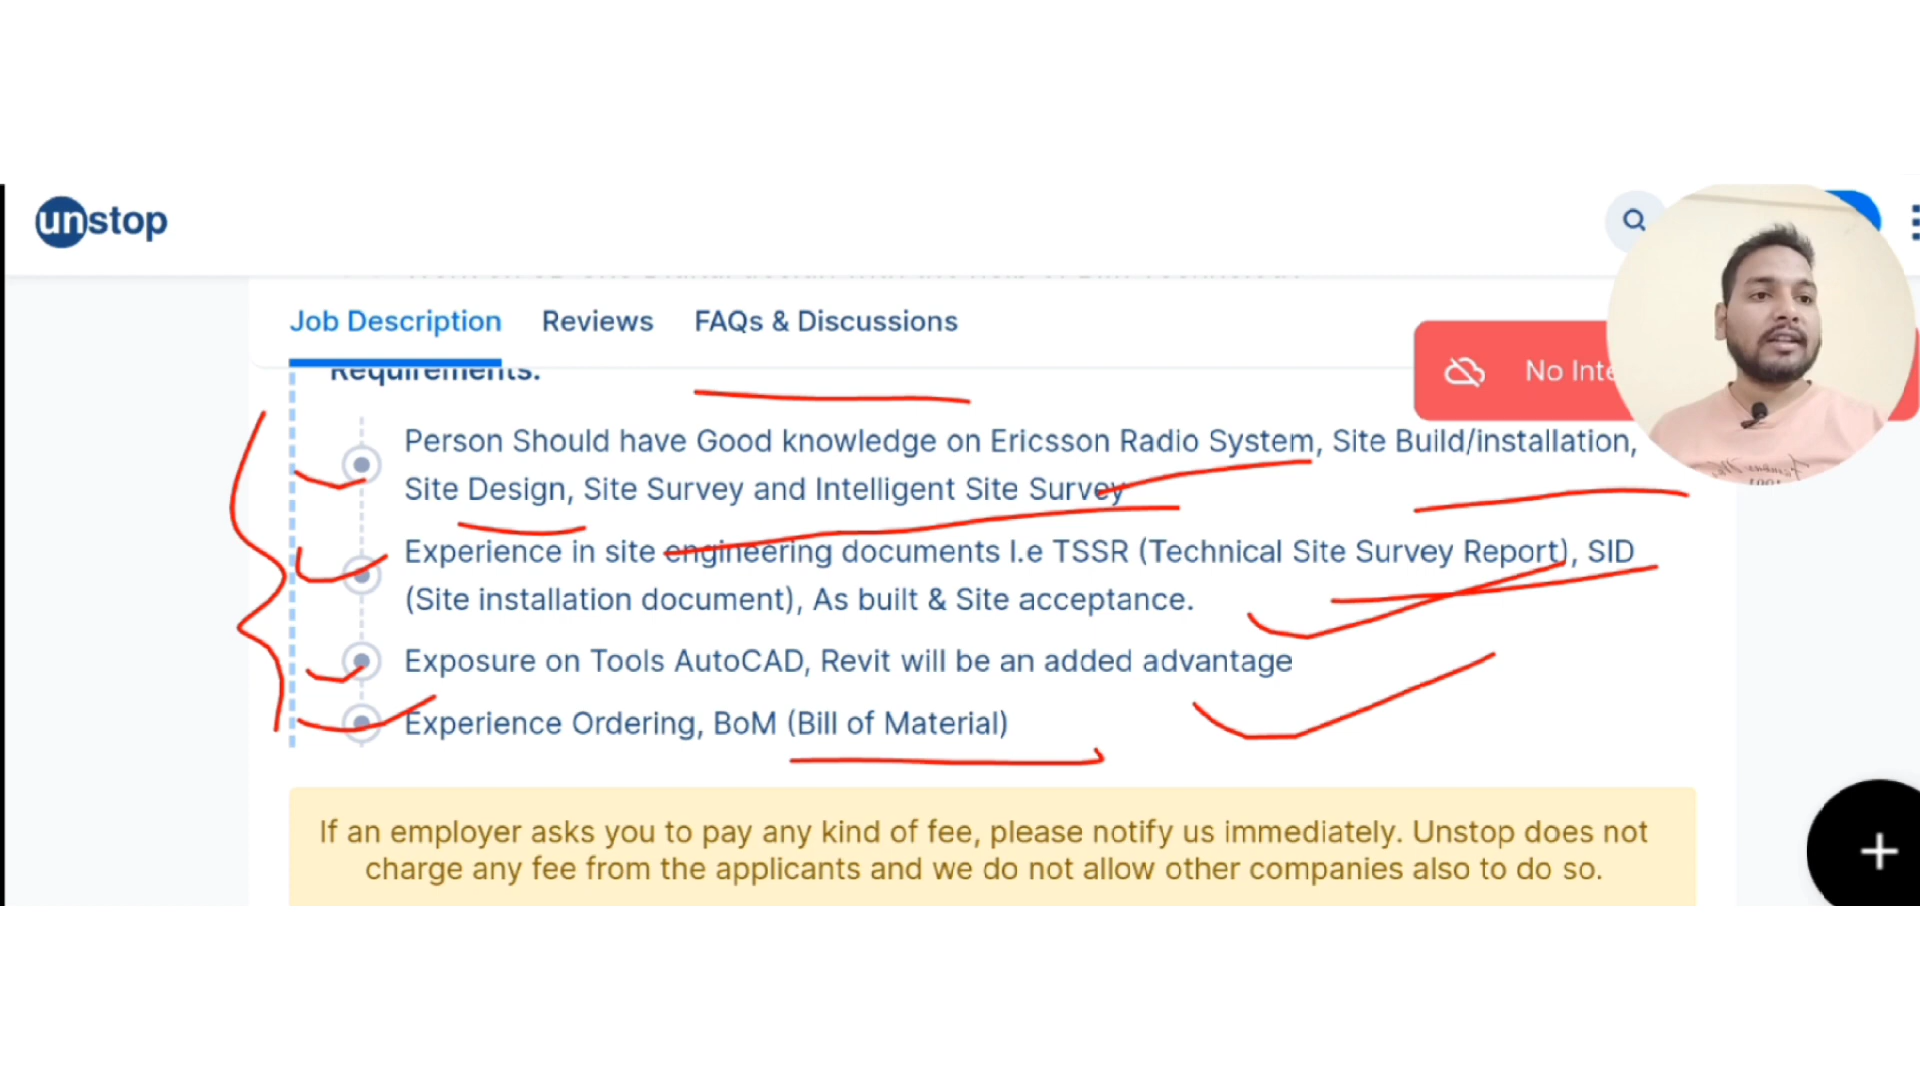 unstop
Job Description Reviews FAQs & Discussions
No Inte
Requirements:
Person Should have Good knowledge on Ericsson Radio System, Site Build/installation,
Site Design, Site Survey and Intelligent Site Survey
Experience in site engineering documents I.e TSSR (Technical Site Survey Report), SID
(Site installation document), As built & Site acceptance.
Exposure on Tools AutoCAD, Revit will be an added advantage
Experience Ordering, BoM (Bill of Material)
If an employer asks you to pay any kind of fee, please notify us immediately. Unstop does not
charge any fee from the applicants and we do not allow other companies also to do so.